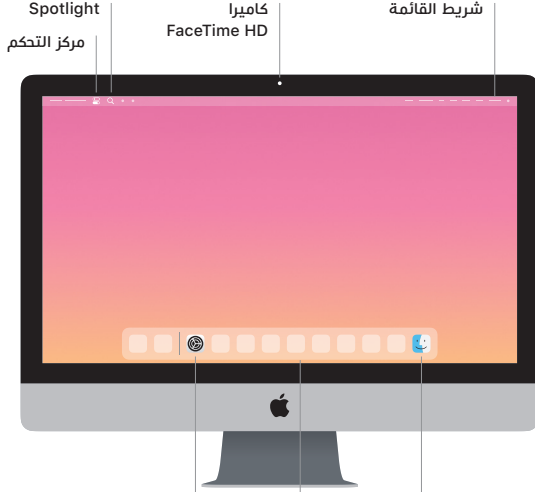 شريط القائمة
كاميرا
FaceTime HD
Spotlight
مركز التحكم